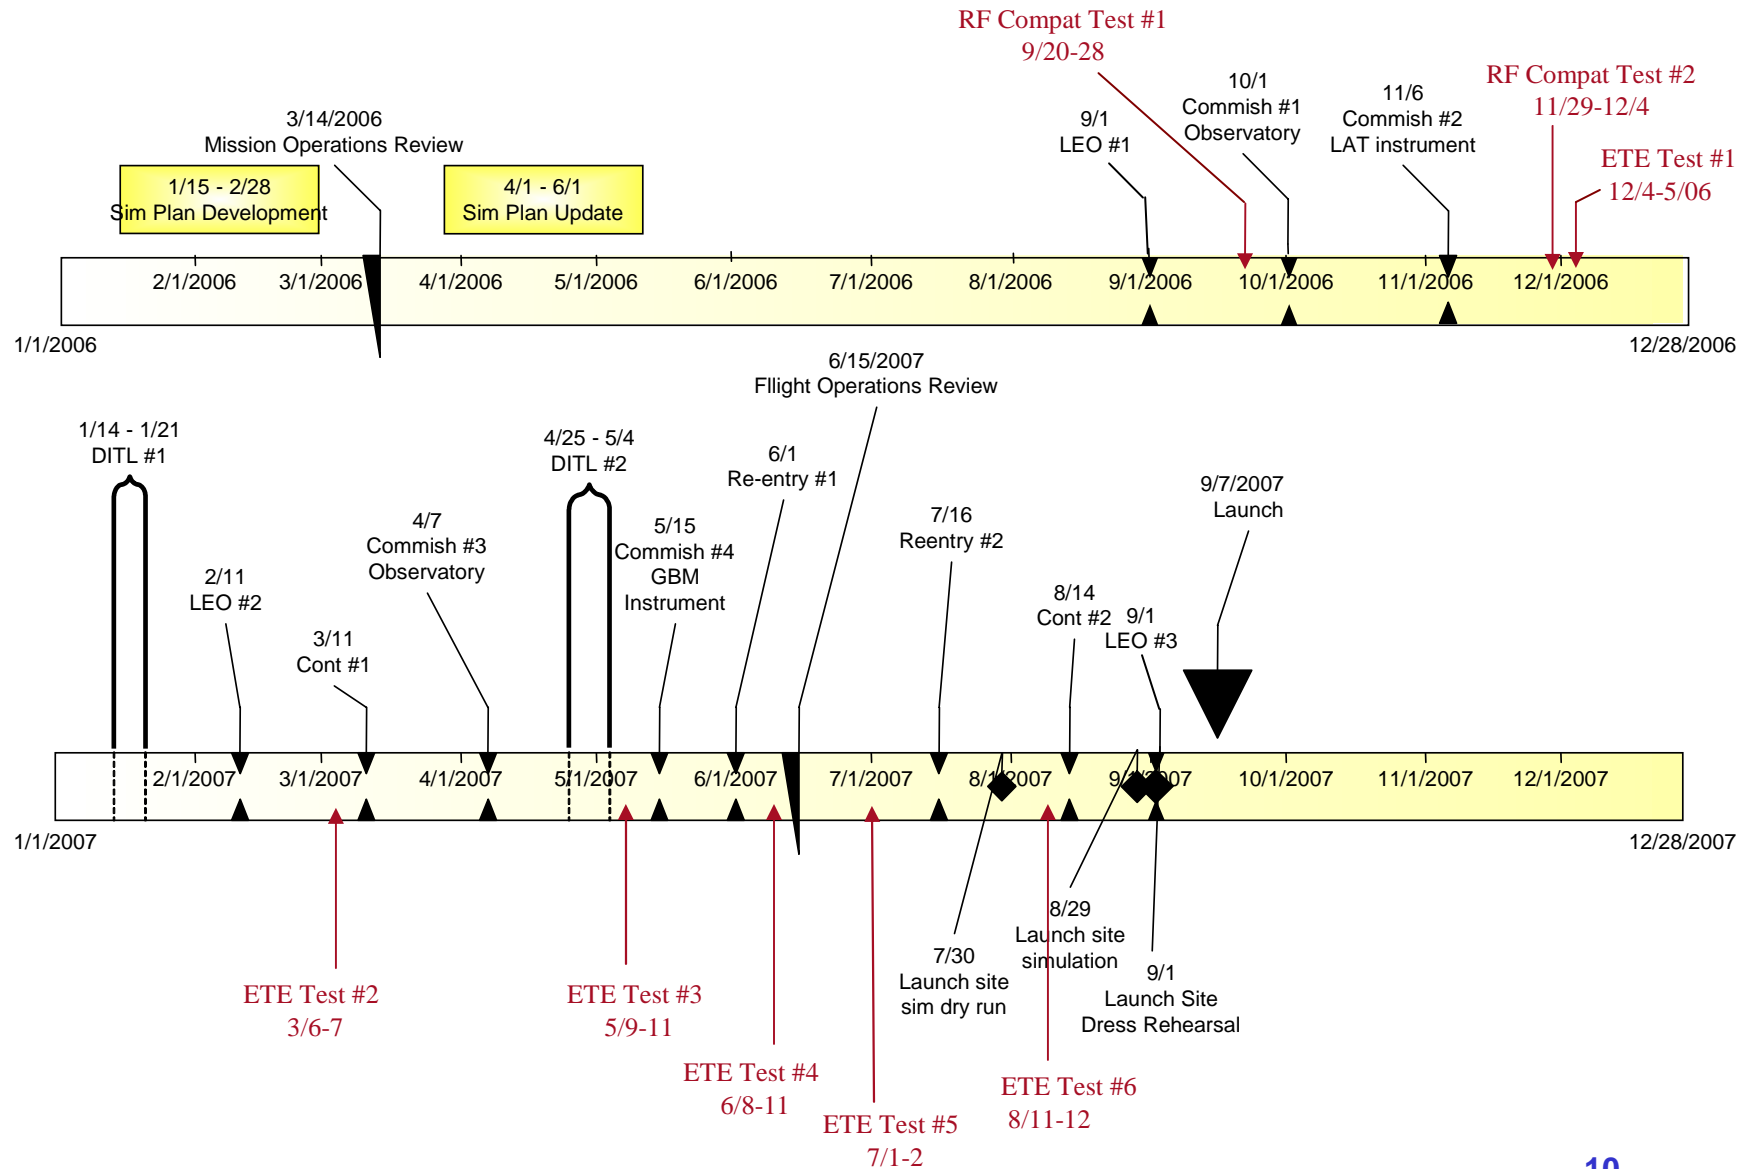 RF Compat Test #1
9/20-28
RF Compat Test #2
11/29-12/4
ETE Test #1
12/4-5/06
3/14/2006
Mission Operations Review
9/1
LEO #1
10/1
Commish #1
Observatory
11/6
Commish #2
LAT instrument
1/15 - 2/28
Sim Plan Development
4/1 - 6/1
Sim Plan Update
2/1/2006 3/1/2006 4/1/2006 5/1/2006 6/1/2006 7/1/2006 8/1/2006 9/1/2006 10/1/2006 11/1/2006 12/1/2006
1/1/2006 12/28/2006
6/15/2007
Fllight Operations Review
1/14 - 1/21
DITL #1
2/11
LEO #2
3/11
Cont #1
4/7
Commish #3
Observatory
4/25 - 5/4
DITL #2
5/15
Commish #4
GBM
Instrument
6/1
Re-entry #1
7/16
Reentry #2
8/14
Cont #2
9/1
LEO #3
9/7/2007
Launch
2/1/2007 3/1/2007 4/1/2007 5/1/2007 6/1/2007 7/1/2007 8/1/2007 9/1/2007 10/1/2007 11/1/2007 12/1/2007
1/1/2007 12/28/2007
7/30
Launch site
sim dry run
8/29
Launch site
simulation
9/1
Launch Site
Dress Rehearsal
ETE Test #2
3/6-7
ETE Test #3
5/9-11
ETE Test #4
6/8-11
ETE Test #5
7/1-2
ETE Test #6
8/11-12
10